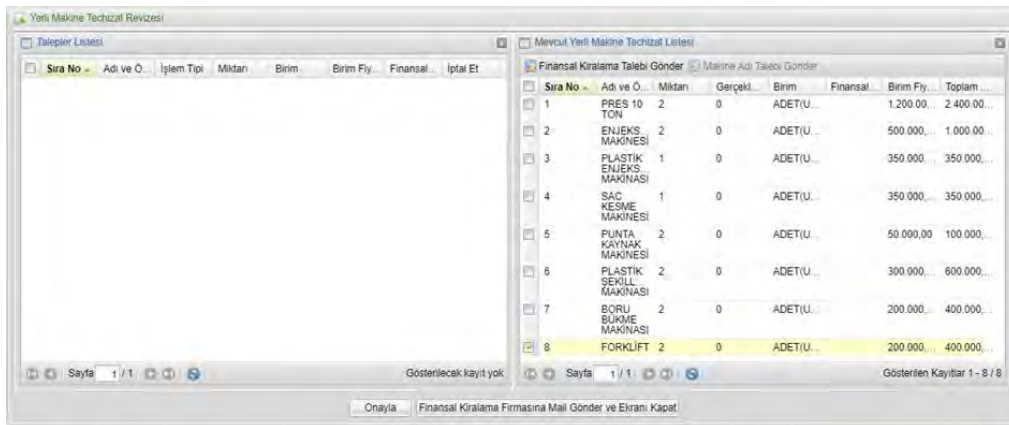 Yerli Makine Techizat Revizesi
Talepler Listesi
Sıra No Adı ve Ö... İşlem Tipi Miktarı Birim Birim Fiy... Finansal... İptal Et
Sayfa 1 / 1 Gösterilecek kayıt yok
Mevcut Yerli Makine Techizat Listesi
Finansal Kiralama Talebi Gönder Makine Adı Talebi Gönder
Sıra No Adı ve Ö... Miktarı Gerçekl... Birim Finansal... Birim Fiy... Toplam ...
1 PRES 10 TON 2 0 ADET(U... 1.200.00... 2.400.00...
2 ENJEKS... MAKİNESİ 2 0 ADET(U... 500.000,... 1.000.00...
3 PLASTİK ENJEKS... MAKİNASI 1 0 ADET(U... 350.000,... 350.000,...
4 SAC KESME MAKİNESİ 1 0 ADET(U... 350.000,... 350.000,...
5 PUNTA KAYNAK MAKİNESİ 2 0 ADET(U... 50.000,00 100.000,...
6 PLASTİK ŞEKİLL... MAKİNASI 2 0 ADET(U... 300.000,... 600.000,...
7 BORU BÜKME MAKİNASI 2 0 ADET(U... 200.000,... 400.000,...
8 FORKLİFT 2 0 ADET(U... 200.000,... 400.000,...
Sayfa 1 / 1 Gösterilen Kayıtlar 1 - 8 / 8
Onayla Finansal Kiralama Firmasına Mail Gönder ve Ekranı Kapat